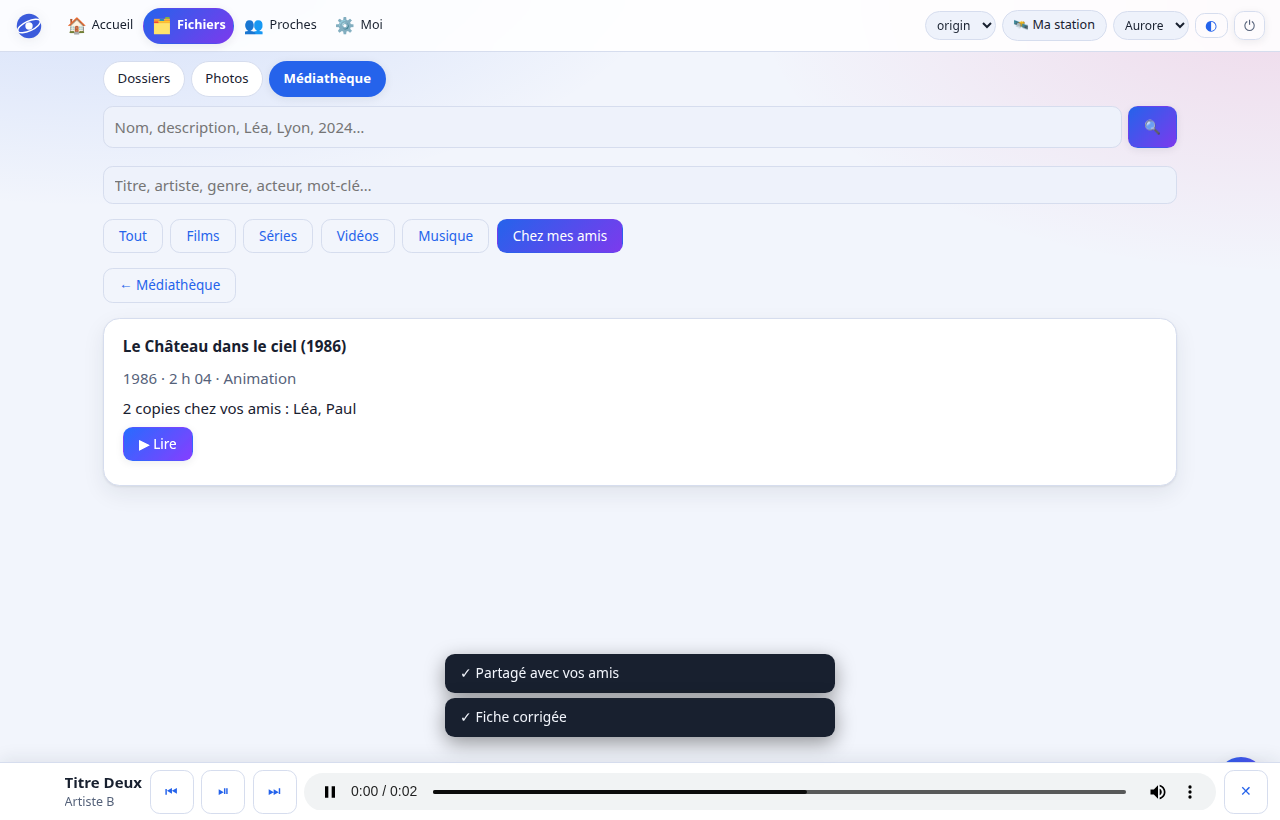 Accueil
Fichiers
Proches
Moi
origin
Ma station
Aurore
Dossiers
Photos
Médiathèque
Nom, description, Léa, Lyon, 2024...
Titre, artiste, genre, acteur, mot-clé...
Tout
Films
Séries
Vidéos
Musique
Chez mes amis
← Médiathèque
Le Château dans le ciel (1986)
1986 · 2 h 04 · Animation
2 copies chez vos amis : Léa, Paul
▶ Lire
✓ Partagé avec vos amis
✓ Fiche corrigée
Titre Deux
Artiste B
0:00 / 0:02